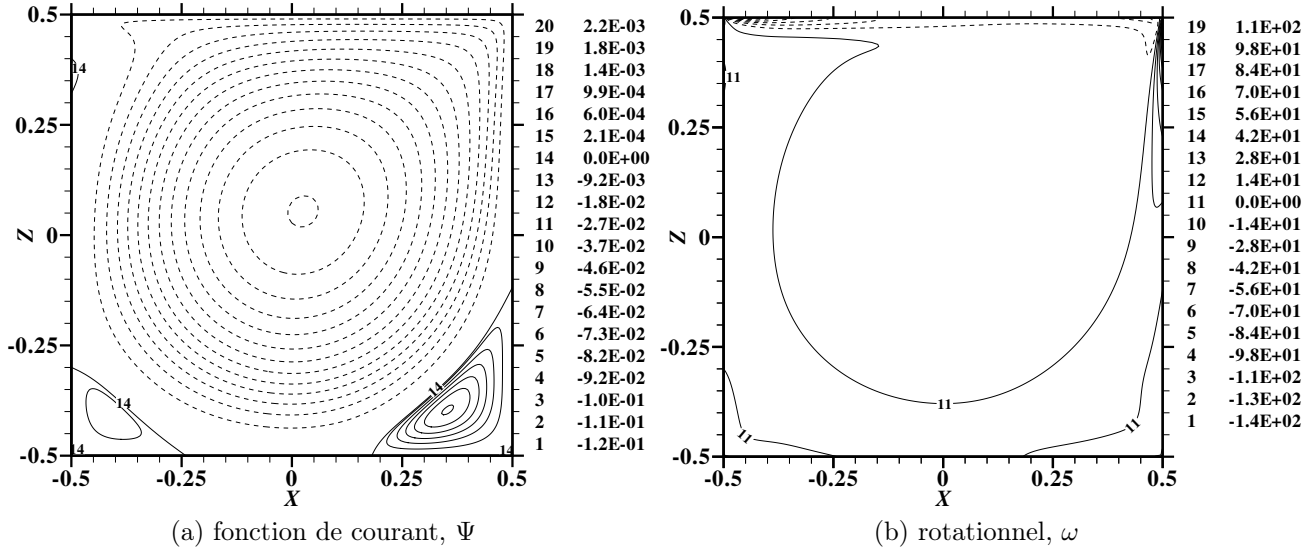 0.5
0.25
0
-0.25
-0.5
Z
-0.5 -0.25 0 0.25 0.5
X
14
14
14
14
14
20 2.2E-03
19 1.8E-03
18 1.4E-03
17 9.9E-04
16 6.0E-04
15 2.1E-04
14 0.0E+00
13 -9.2E-03
12 -1.8E-02
11 -2.7E-02
10 -3.7E-02
9 -4.6E-02
8 -5.5E-02
7 -6.4E-02
6 -7.3E-02
5 -8.2E-02
4 -9.2E-02
3 -1.0E-01
2 -1.1E-01
1 -1.2E-01
(a) fonction de courant, Ψ
0.5
0.25
0
-0.25
-0.5
Z
-0.5 -0.25 0 0.25 0.5
X
11
11
11
11
19 1.1E+02
18 9.8E+01
17 8.4E+01
16 7.0E+01
15 5.6E+01
14 4.2E+01
13 2.8E+01
12 1.4E+01
11 0.0E+00
10 -1.4E+01
9 -2.8E+01
8 -4.2E+01
7 -5.6E+01
6 -7.0E+01
5 -8.4E+01
4 -9.8E+01
3 -1.1E+02
2 -1.3E+02
1 -1.4E+02
(b) rotationnel, ω